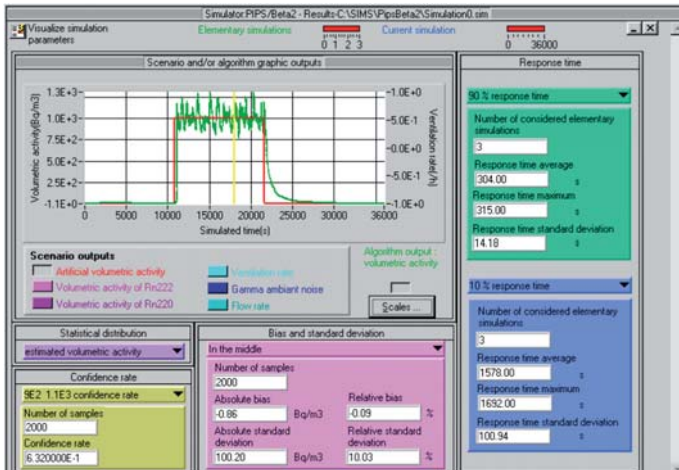 Simulator:PIPS/Beta2 - Results-C:\SIMS\PipsBeta2\Simulation0.sim
Visualize simulation
parameters
Elementary simulations
0 1 2 3
Current simulation
0 36000
Scenario and/or algorithm graphic outputs
Volumetric activity(Bq/m3)
1.3E+3
1.0E+3
7.5E+2
5.0E+2
2.5E+2
-1.1E+0
-1.0E+0
-5.0E-1
-0.0E+0
-5.0E-1
-1.0E+0
Ventilation rate(/h)
0 5000 10000 15000 20000 25000 30000 36000
Simulated time(s)
Scenario outputs
Artificial volumetric activity
Volumetric activity of Rn222
Volumetric activity of Rn220
Ventilation rate
Gamma ambiant noise
Flow rate
Algorithm output :
volumetric activity
Scales ...
Statistical distribution
estimated volumetric activity
Confidence rate
9E2 1.1E3 confidence rate
Number of samples
2000
Confidence rate
6.320000E-1
Bias and standard deviation
In the middle
Number of samples
2000
Absolute bias
-0.86 Bq/m3
Relative bias
-0.09 %
Absolute standard
deviation
100.20 Bq/m3
Relative standard
deviation
10.03 %
Response time
90 % response time
Number of considered elementary
simulations
3
Response time average
304.00 s
Response time maximum
315.00 s
Response time standard deviation
14.18 s
10 % response time
Number of considered elementary
simulations
3
Response time average
1578.00 s
Response time maximum
1692.00 s
Response time standard deviation
100.94 s